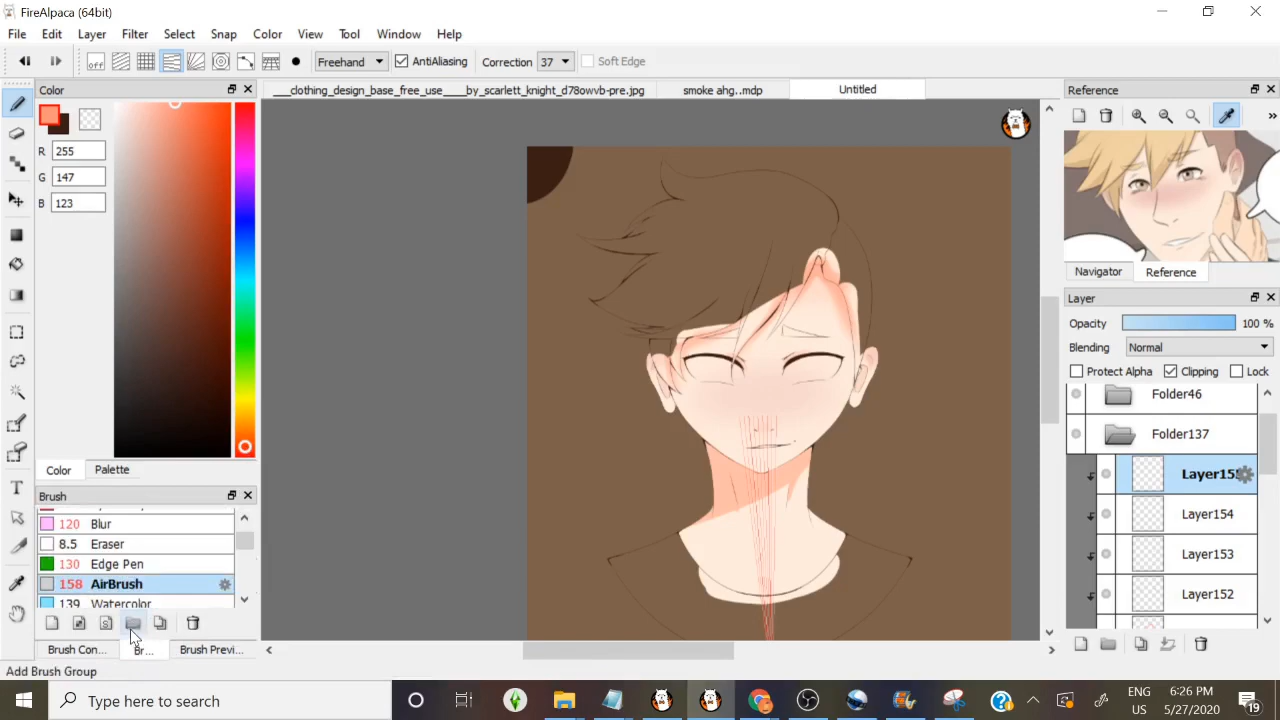 FireAlpaca (64bit)
File Edit Layer Filter Select Snap Color View Tool Window Help
off Freehand AntiAliasing Correction 37 Soft Edge
Color
___clothing_design_base_free_use____by_scarlett_knight_d78owvb-pre.jpg smoke ahg..mdp Untitled
Reference
R 255
G 147
B 123
Navigator Reference
Layer
Opacity 100 %
Blending Normal
Protect Alpha Clipping Lock
Folder46
Folder137
Color Palette
Layer155
Brush
Layer154
120 Blur
8.5 Eraser
Layer153
130 Edge Pen
158 AirBrush
Layer152
139 Watercolor
Brush Con... Br... Brush Previ...
Add Brush Group
Type here to search
ENG 6:26 PM
US 5/27/2020 19